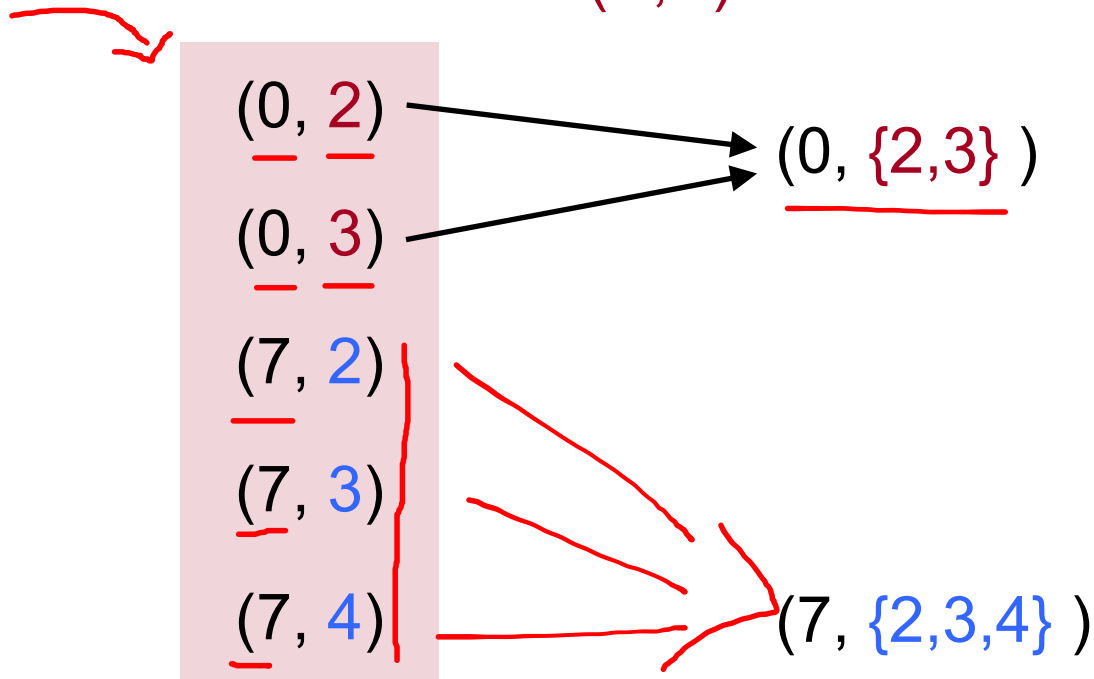 (0, 2)
(0, {2,3} )
(0, 3)
(7, 2)
(7, 3)
(7, 4)
(7, {2,3,4} )